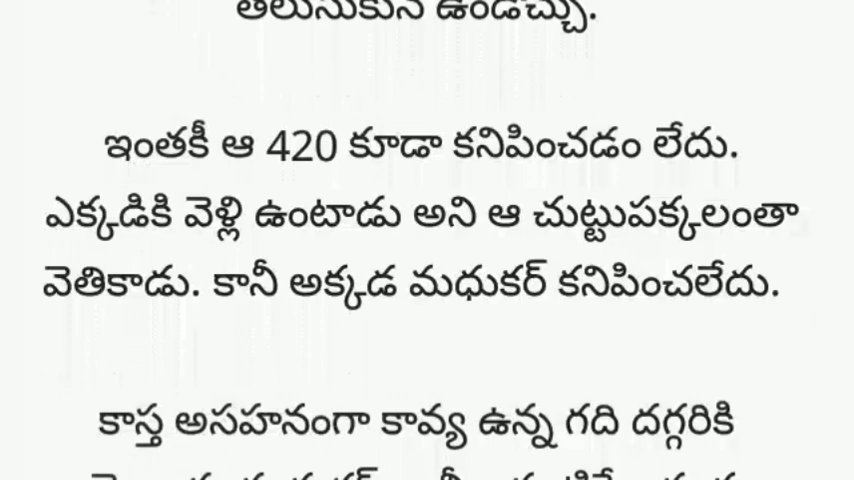 తెలుసుకుని ఉండొచ్చు.
ఇంతకీ ఆ 420 కూడా కనిపించడం లేదు.
ఎక్కడికి వెళ్లి ఉంటాడు అని ఆ చుట్టుపక్కలంతా
వెతికాడు. కానీ అక్కడ మధుకర్ కనిపించలేదు.
కాస్త అసహనంగా కావ్య ఉన్న గది దగ్గరికి